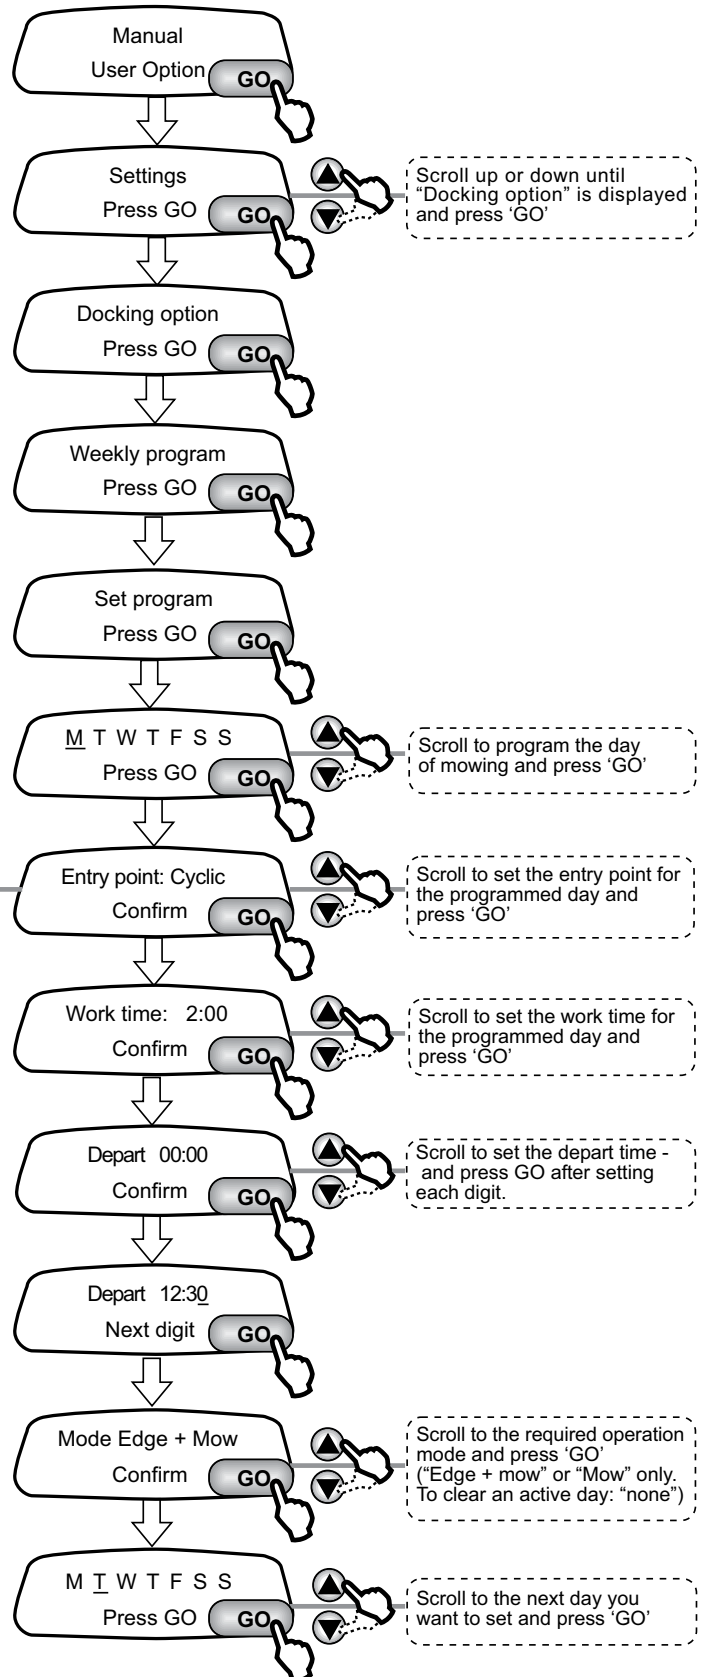 Manual
User Option GO
Settings
Press GO GO
Scroll up or down until
“Docking option” is displayed
and press ‘GO’
Docking option
Press GO GO
Weekly program
Press GO GO
Set program
Press GO GO
M T W T F S S
Press GO GO
Scroll to program the day
of mowing and press ‘GO’
Entry point: Cyclic
Confirm GO
Scroll to set the entry point for
the programmed day and
press ‘GO’
Work time: 2:00
Confirm GO
Scroll to set the work time for
the programmed day and
press ‘GO’
Depart 00:00
Confirm GO
Scroll to set the depart time -
and press GO after setting
each digit.
Depart 12:30
Next digit GO
Mode Edge + Mow
Confirm GO
Scroll to the required operation
mode and press ‘GO’
(“Edge + mow” or “Mow” only.
To clear an active day: “none”)
M T W T F S S
Press GO GO
Scroll to the next day you
want to set and press ‘GO’